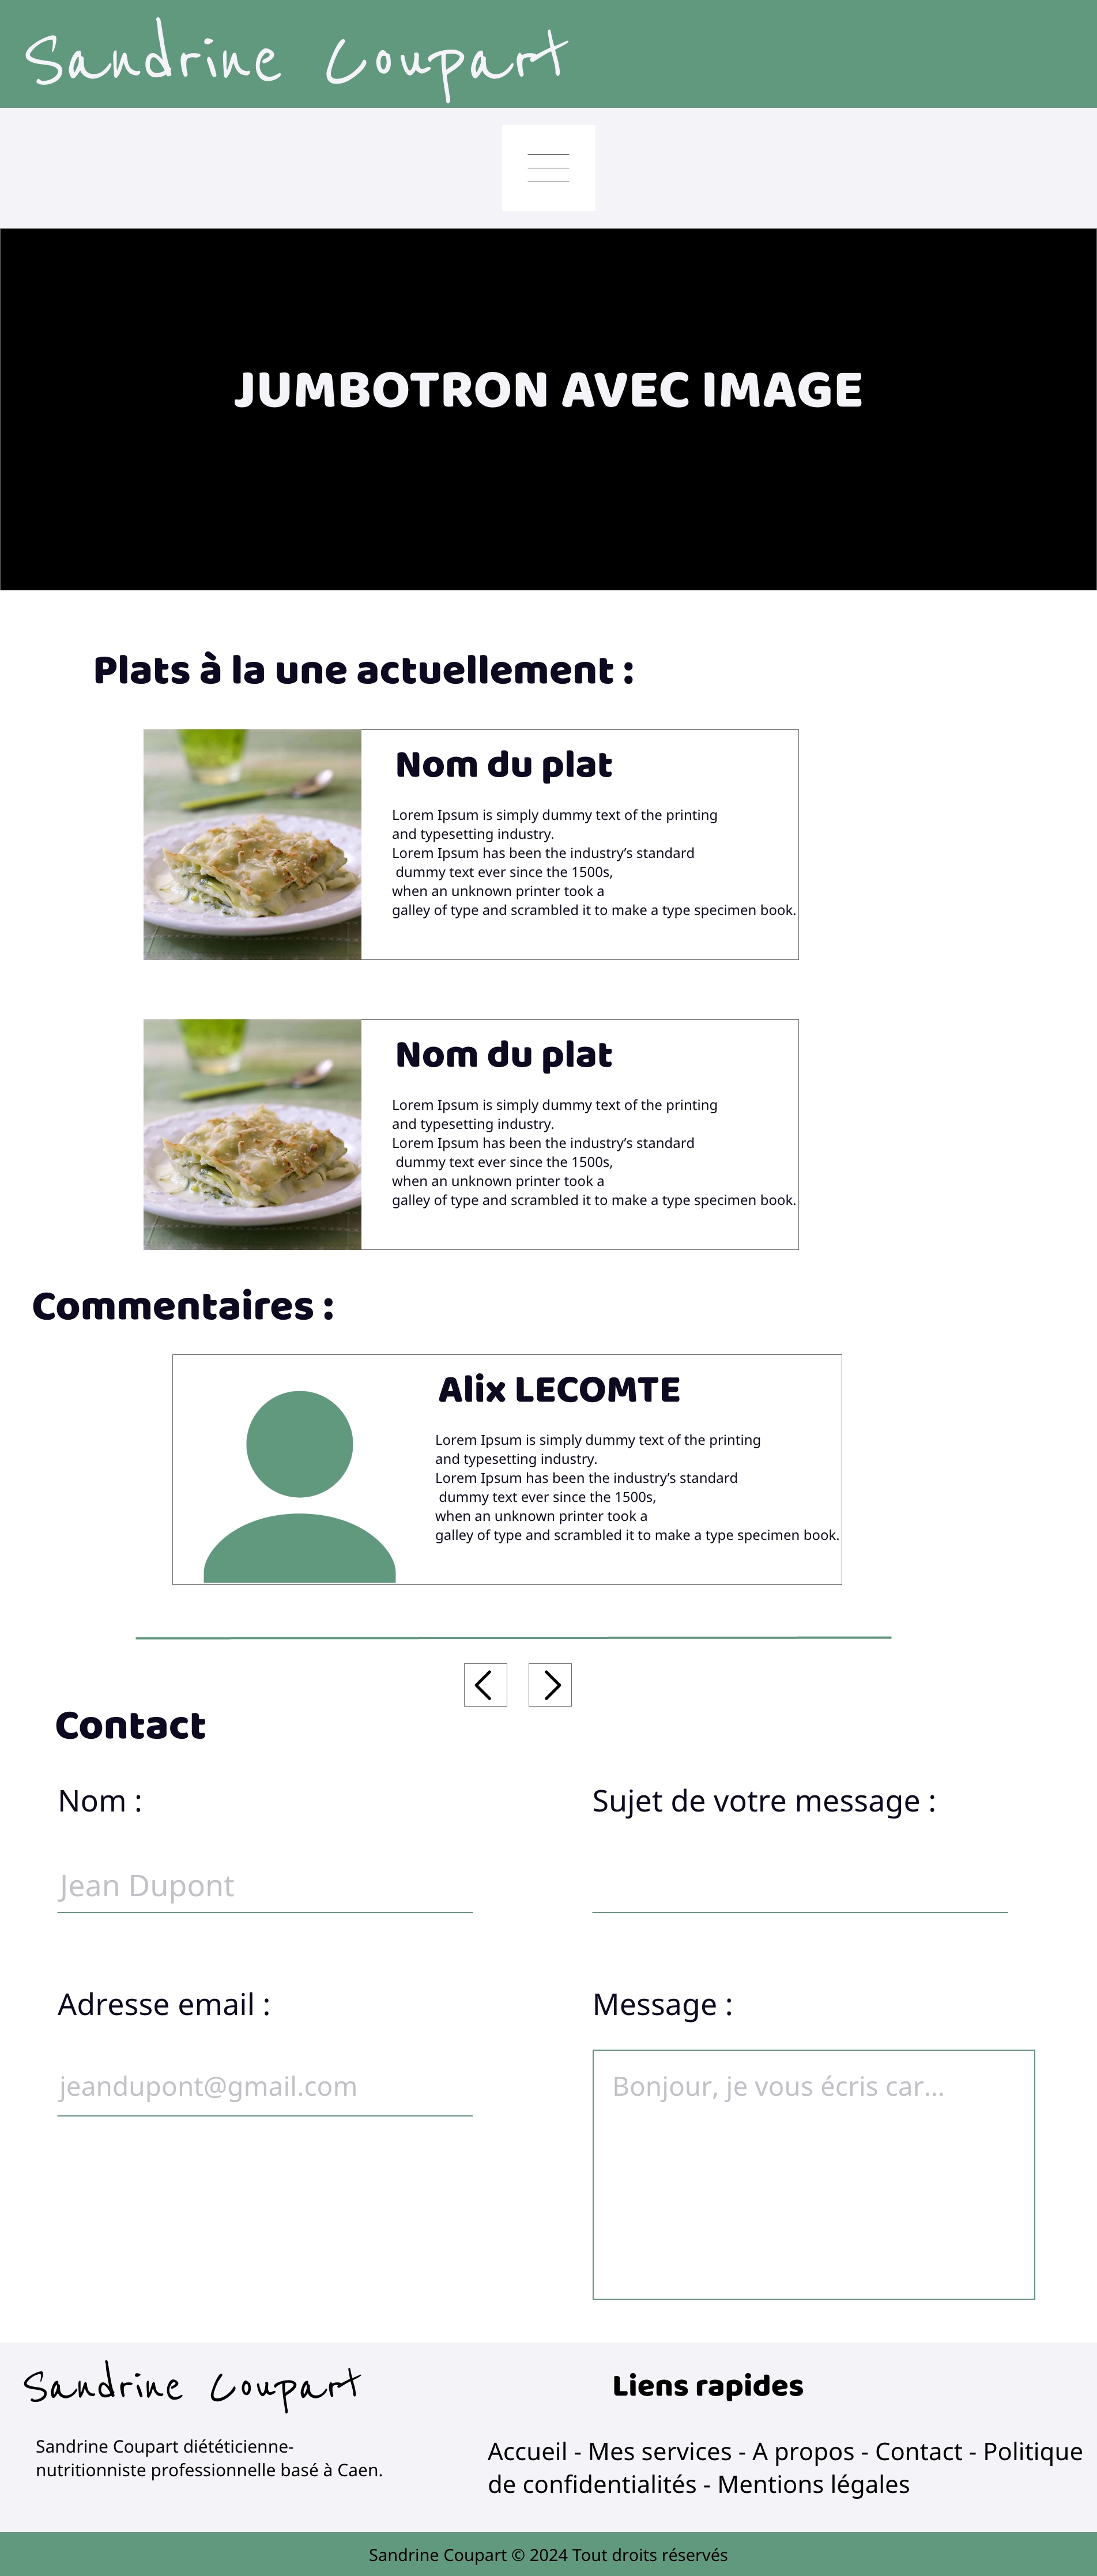 Sandrine Coupart
JUMBOTRON AVEC IMAGE
Plats à la une actuellement :
Nom du plat
Lorem Ipsum is simply dummy text of the printing
and typesetting industry.
Lorem Ipsum has been the industry’s standard
dummy text ever since the 1500s,
when an unknown printer took a
galley of type and scrambled it to make a type specimen book.
Nom du plat
Lorem Ipsum is simply dummy text of the printing
and typesetting industry.
Lorem Ipsum has been the industry’s standard
dummy text ever since the 1500s,
when an unknown printer took a
galley of type and scrambled it to make a type specimen book.
Commentaires :
Alix LECOMTE
Lorem Ipsum is simply dummy text of the printing
and typesetting industry.
Lorem Ipsum has been the industry’s standard
dummy text ever since the 1500s,
when an unknown printer took a
galley of type and scrambled it to make a type specimen book.
Contact
Nom :
Jean Dupont
Sujet de votre message :
Adresse email :
jeandupont@gmail.com
Message :
Bonjour, je vous écris car...
Sandrine Coupart
Sandrine Coupart diététicienne-
nutritionniste professionnelle basé à Caen.
Liens rapides
Accueil - Mes services - A propos - Contact - Politique
de confidentialités - Mentions légales
Sandrine Coupart © 2024 Tout droits réservés